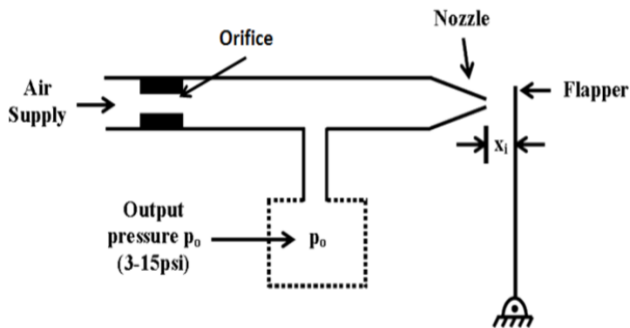 Nozzle
Orifice
Air
Supply
Flapper
xᵢ
Output
pressure pₒ
(3-15psi)
pₒ